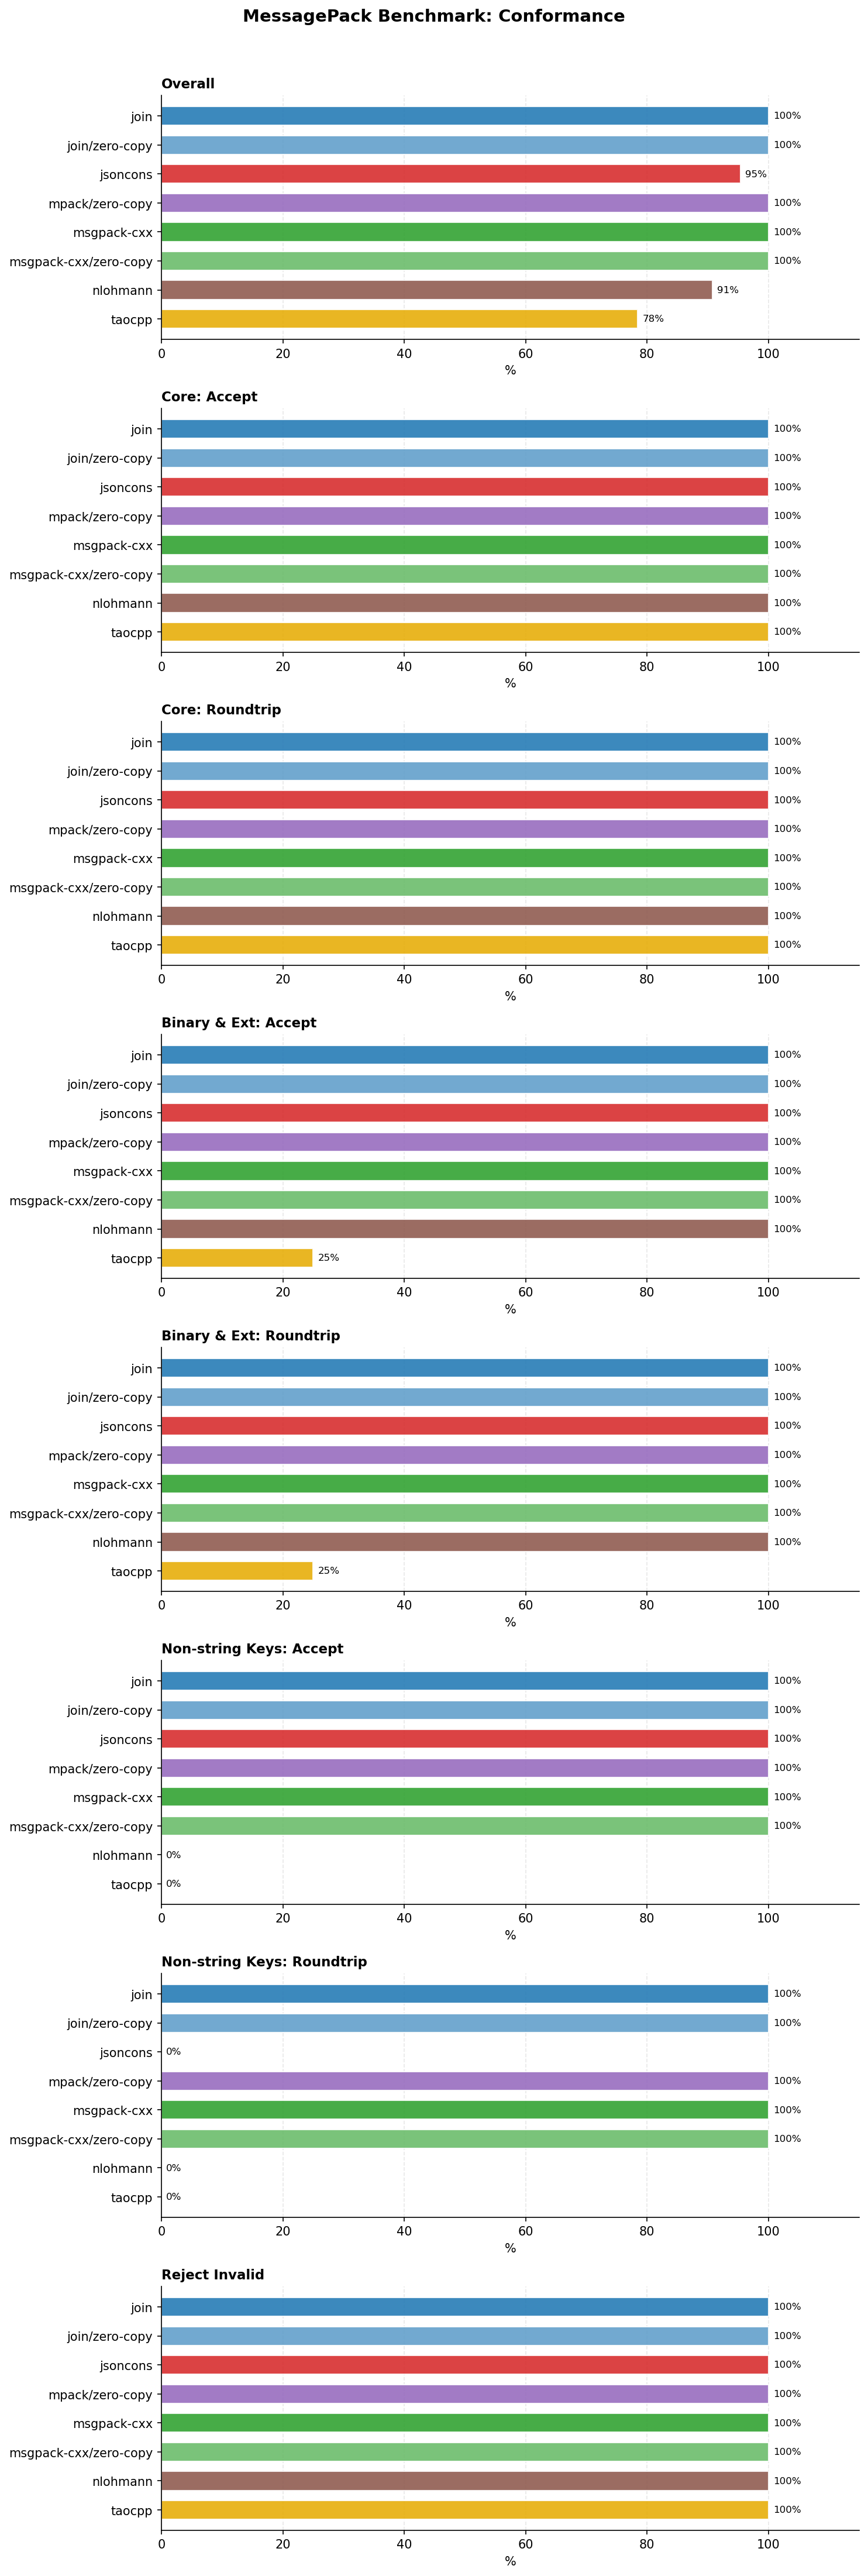 MessagePack Benchmark: Conformance
Overall
join 100%
join/zero-copy 100%
jsoncons 95%
mpack/zero-copy 100%
msgpack-cxx 100%
msgpack-cxx/zero-copy 100%
nlohmann 91%
taocpp 78%
0 20 40 60 80 100
%
Core: Accept
join 100%
join/zero-copy 100%
jsoncons 100%
mpack/zero-copy 100%
msgpack-cxx 100%
msgpack-cxx/zero-copy 100%
nlohmann 100%
taocpp 100%
0 20 40 60 80 100
%
Core: Roundtrip
join 100%
join/zero-copy 100%
jsoncons 100%
mpack/zero-copy 100%
msgpack-cxx 100%
msgpack-cxx/zero-copy 100%
nlohmann 100%
taocpp 100%
0 20 40 60 80 100
%
Binary & Ext: Accept
join 100%
join/zero-copy 100%
jsoncons 100%
mpack/zero-copy 100%
msgpack-cxx 100%
msgpack-cxx/zero-copy 100%
nlohmann 100%
taocpp 25%
0 20 40 60 80 100
%
Binary & Ext: Roundtrip
join 100%
join/zero-copy 100%
jsoncons 100%
mpack/zero-copy 100%
msgpack-cxx 100%
msgpack-cxx/zero-copy 100%
nlohmann 100%
taocpp 25%
0 20 40 60 80 100
%
Non-string Keys: Accept
join 100%
join/zero-copy 100%
jsoncons 100%
mpack/zero-copy 100%
msgpack-cxx 100%
msgpack-cxx/zero-copy 100%
nlohmann 0%
taocpp 0%
0 20 40 60 80 100
%
Non-string Keys: Roundtrip
join 100%
join/zero-copy 100%
jsoncons 0%
mpack/zero-copy 100%
msgpack-cxx 100%
msgpack-cxx/zero-copy 100%
nlohmann 0%
taocpp 0%
0 20 40 60 80 100
%
Reject Invalid
join 100%
join/zero-copy 100%
jsoncons 100%
mpack/zero-copy 100%
msgpack-cxx 100%
msgpack-cxx/zero-copy 100%
nlohmann 100%
taocpp 100%
0 20 40 60 80 100
%